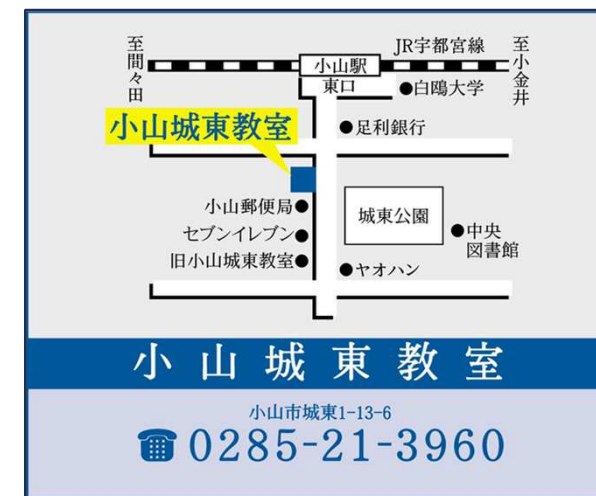 至間々田
JR宇都宮線
至小金井
小山駅
東口
●白鴎大学
小山城東教室
●足利銀行
小山郵便局●
セブンイレブン●
旧小山城東教室●
城東公園
●中央
図書館
●ヤオハン
小山城東教室
小山市城東1-13-6
☎0285-21-3960